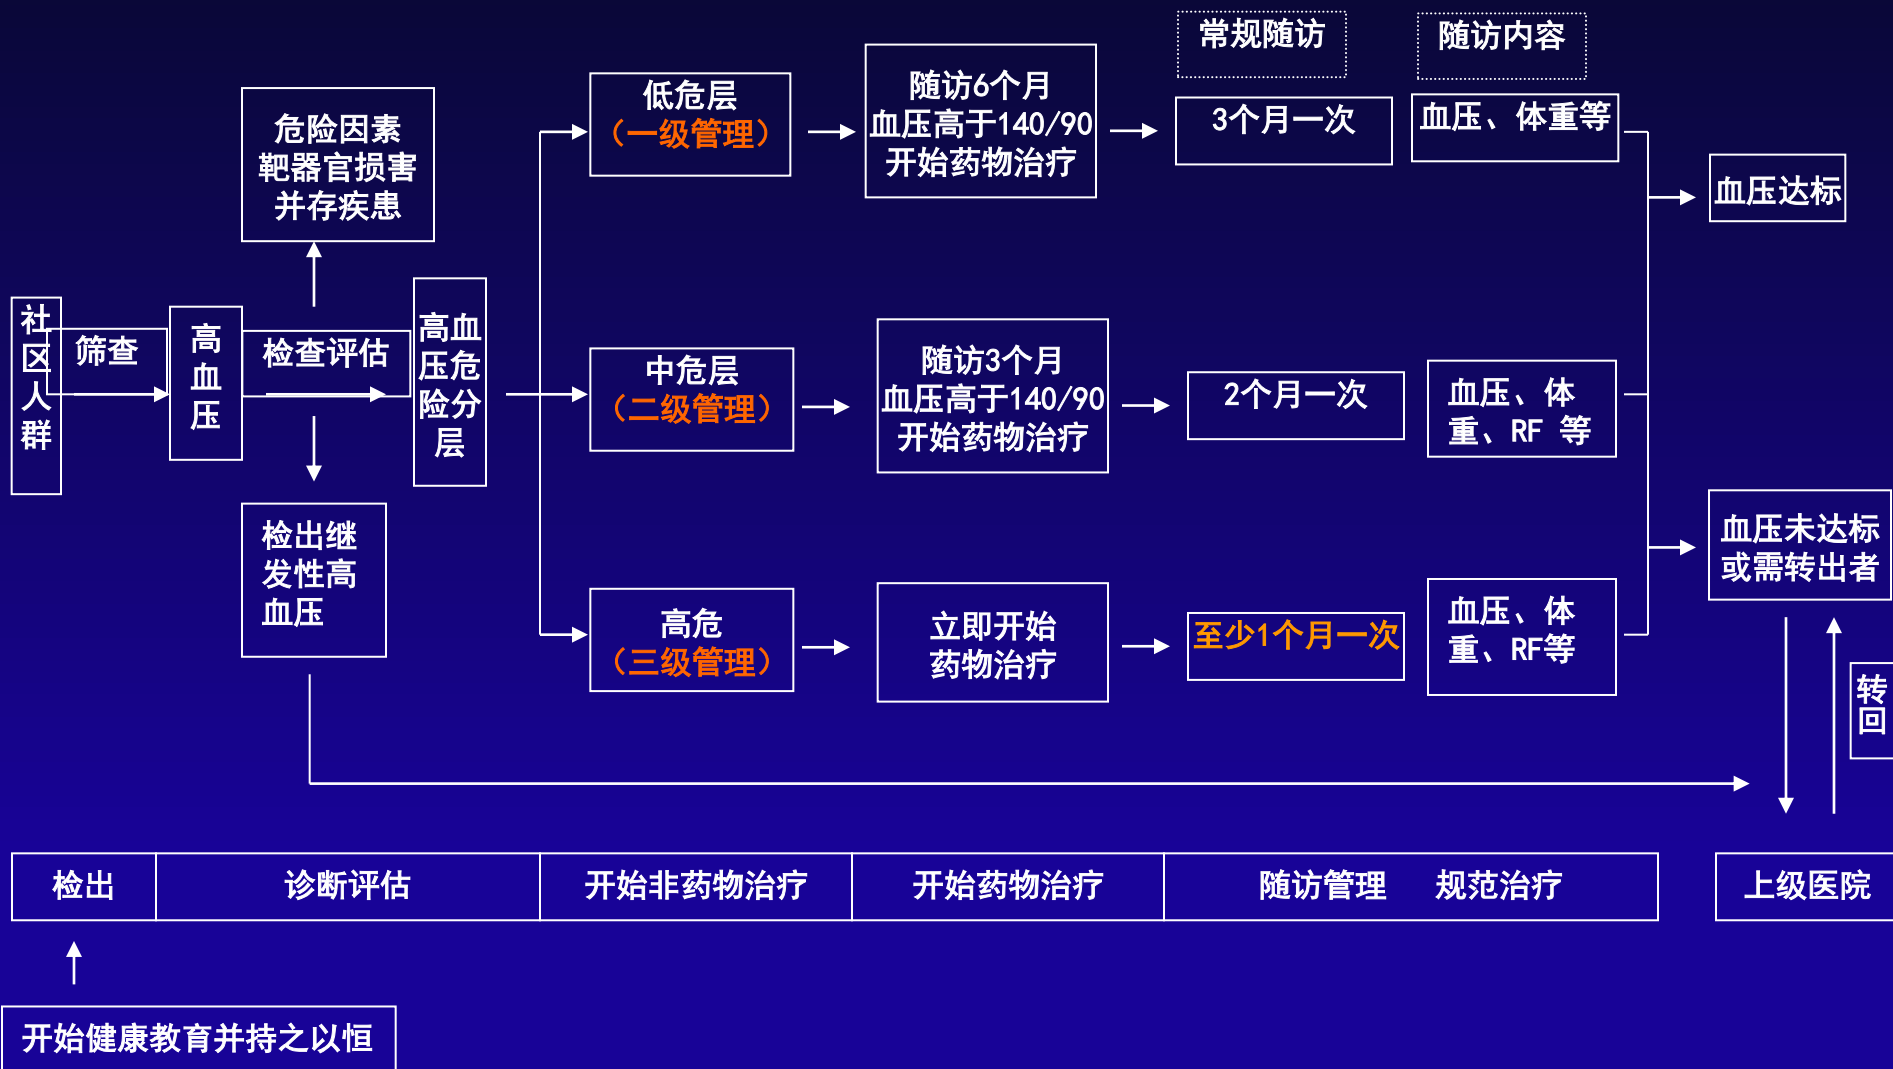 常规随访
随访内容
危险因素
靶器官损害
并存疾患
低危层
（一级管理）
随访6个月
血压高于140/90
开始药物治疗
3个月一次
血压、体重等
血压达标
社
区
人
群
筛查
高
血
压
检查评估
高血
压危
险分
层
中危层
（二级管理）
随访3个月
血压高于140/90
开始药物治疗
2个月一次
血压、体
重、RF 等
检出继
发性高
血压
高危
（三级管理）
立即开始
药物治疗
至少1个月一次
血压、体
重、RF等
血压未达标
或需转出者
转
回
检出
诊断评估
开始非药物治疗
开始药物治疗
随访管理 规范治疗
上级医院
开始健康教育并持之以恒